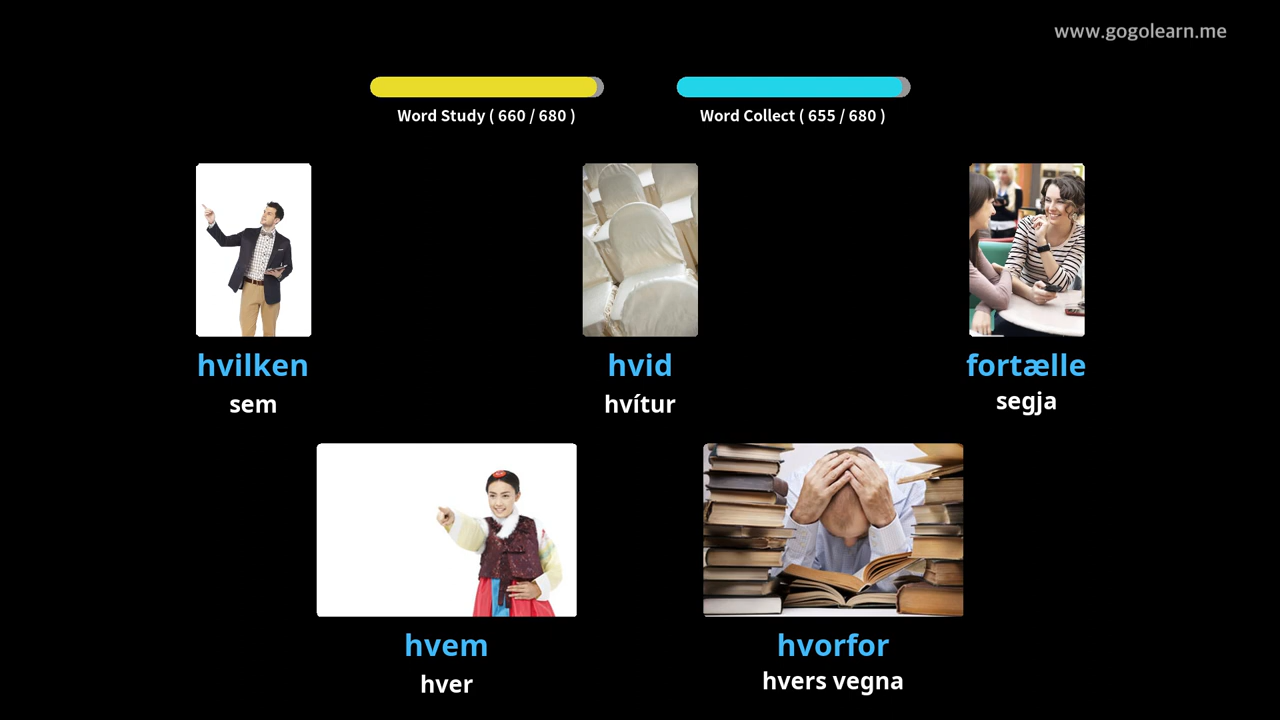 www.gogolearn.me
Word Study ( 660 / 680 )
Word Collect ( 655 / 680 )
hvilken
sem
hvid
hvítur
fortælle
segja
hvem
hver
hvorfor
hvers vegna